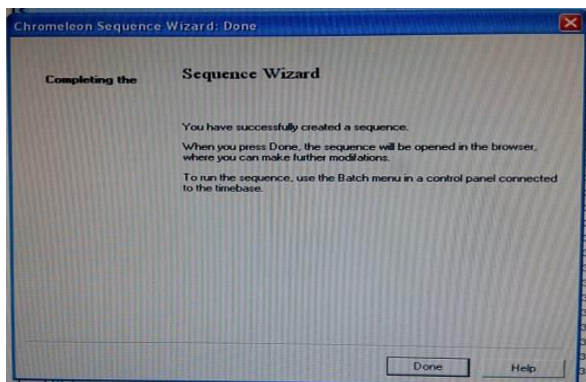 Chromeleon Sequence Wizard: Done
Completing the
Sequence Wizard
You have successfully created a sequence.
When you press Done, the sequence will be opened in the browser,
where you can make further modifations.
To run the sequence, use the Batch menu in a control panel connected
to the timebase.
Done
Help